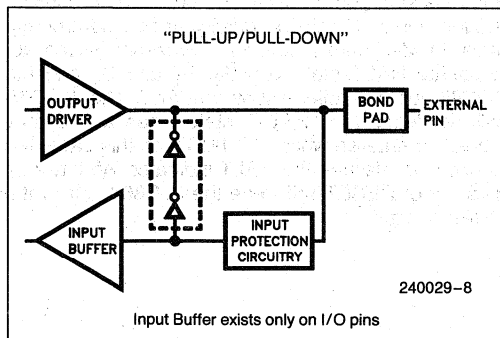 "PULL-UP/PULL-DOWN"
OUTPUT
DRIVER
BOND
PAD
EXTERNAL
PIN
INPUT
BUFFER
INPUT
PROTECTION
CIRCUITRY
240029-8
Input Buffer exists only on I/O pins